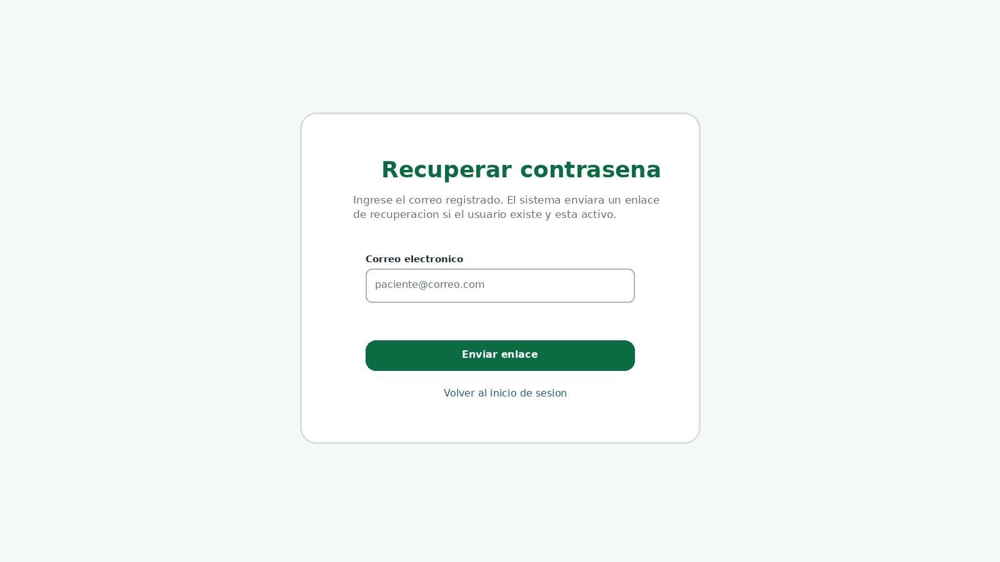 Recuperar contrasena
Ingrese el correo registrado. El sistema enviara un enlace
de recuperacion si el usuario existe y esta activo.
Correo electronico
paciente@correo.com
Enviar enlace
Volver al inicio de sesion